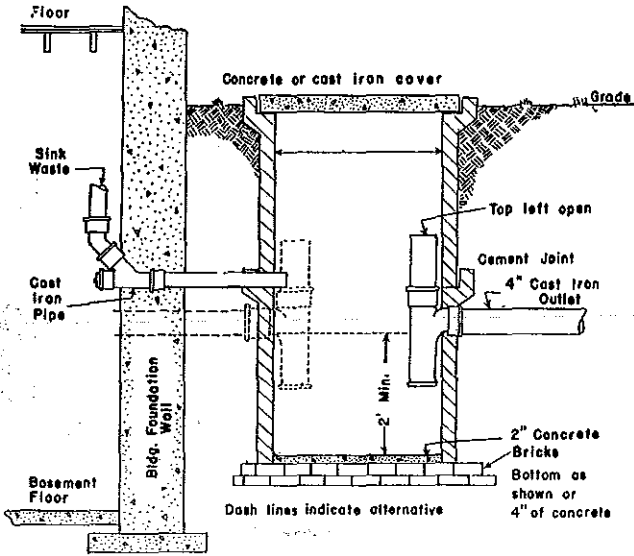 Floor
Concrete or cast iron cover
Grade
Sink
Waste
Top left open
Cement Joint
4" Cast Iron
Outlet
Cast
Iron
Pipe
2' Min.
Bldg. Foundation
Wall
2" Concrete
Bricks
Bottom as
shown or
4" of concrete
Basement
Floor
Dash lines indicate alternative